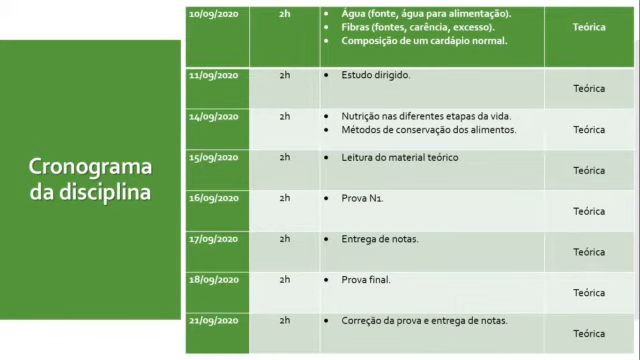 Cronograma
da disciplina
10/09/2020 2h • Água (fonte, água para alimentação).
• Fibras (fontes, carência, excesso).
• Composição de um cardápio normal.
Teórica
11/09/2020 2h • Estudo dirigido.
Teórica
14/09/2020 2h • Nutrição nas diferentes etapas da vida.
• Métodos de conservação dos alimentos.
Teórica
15/09/2020 2h • Leitura do material teórico
Teórica
16/09/2020 2h • Prova N1.
Teórica
17/09/2020 2h • Entrega de notas.
Teórica
18/09/2020 2h • Prova final.
Teórica
21/09/2020 2h • Correção da prova e entrega de notas.
Teórica